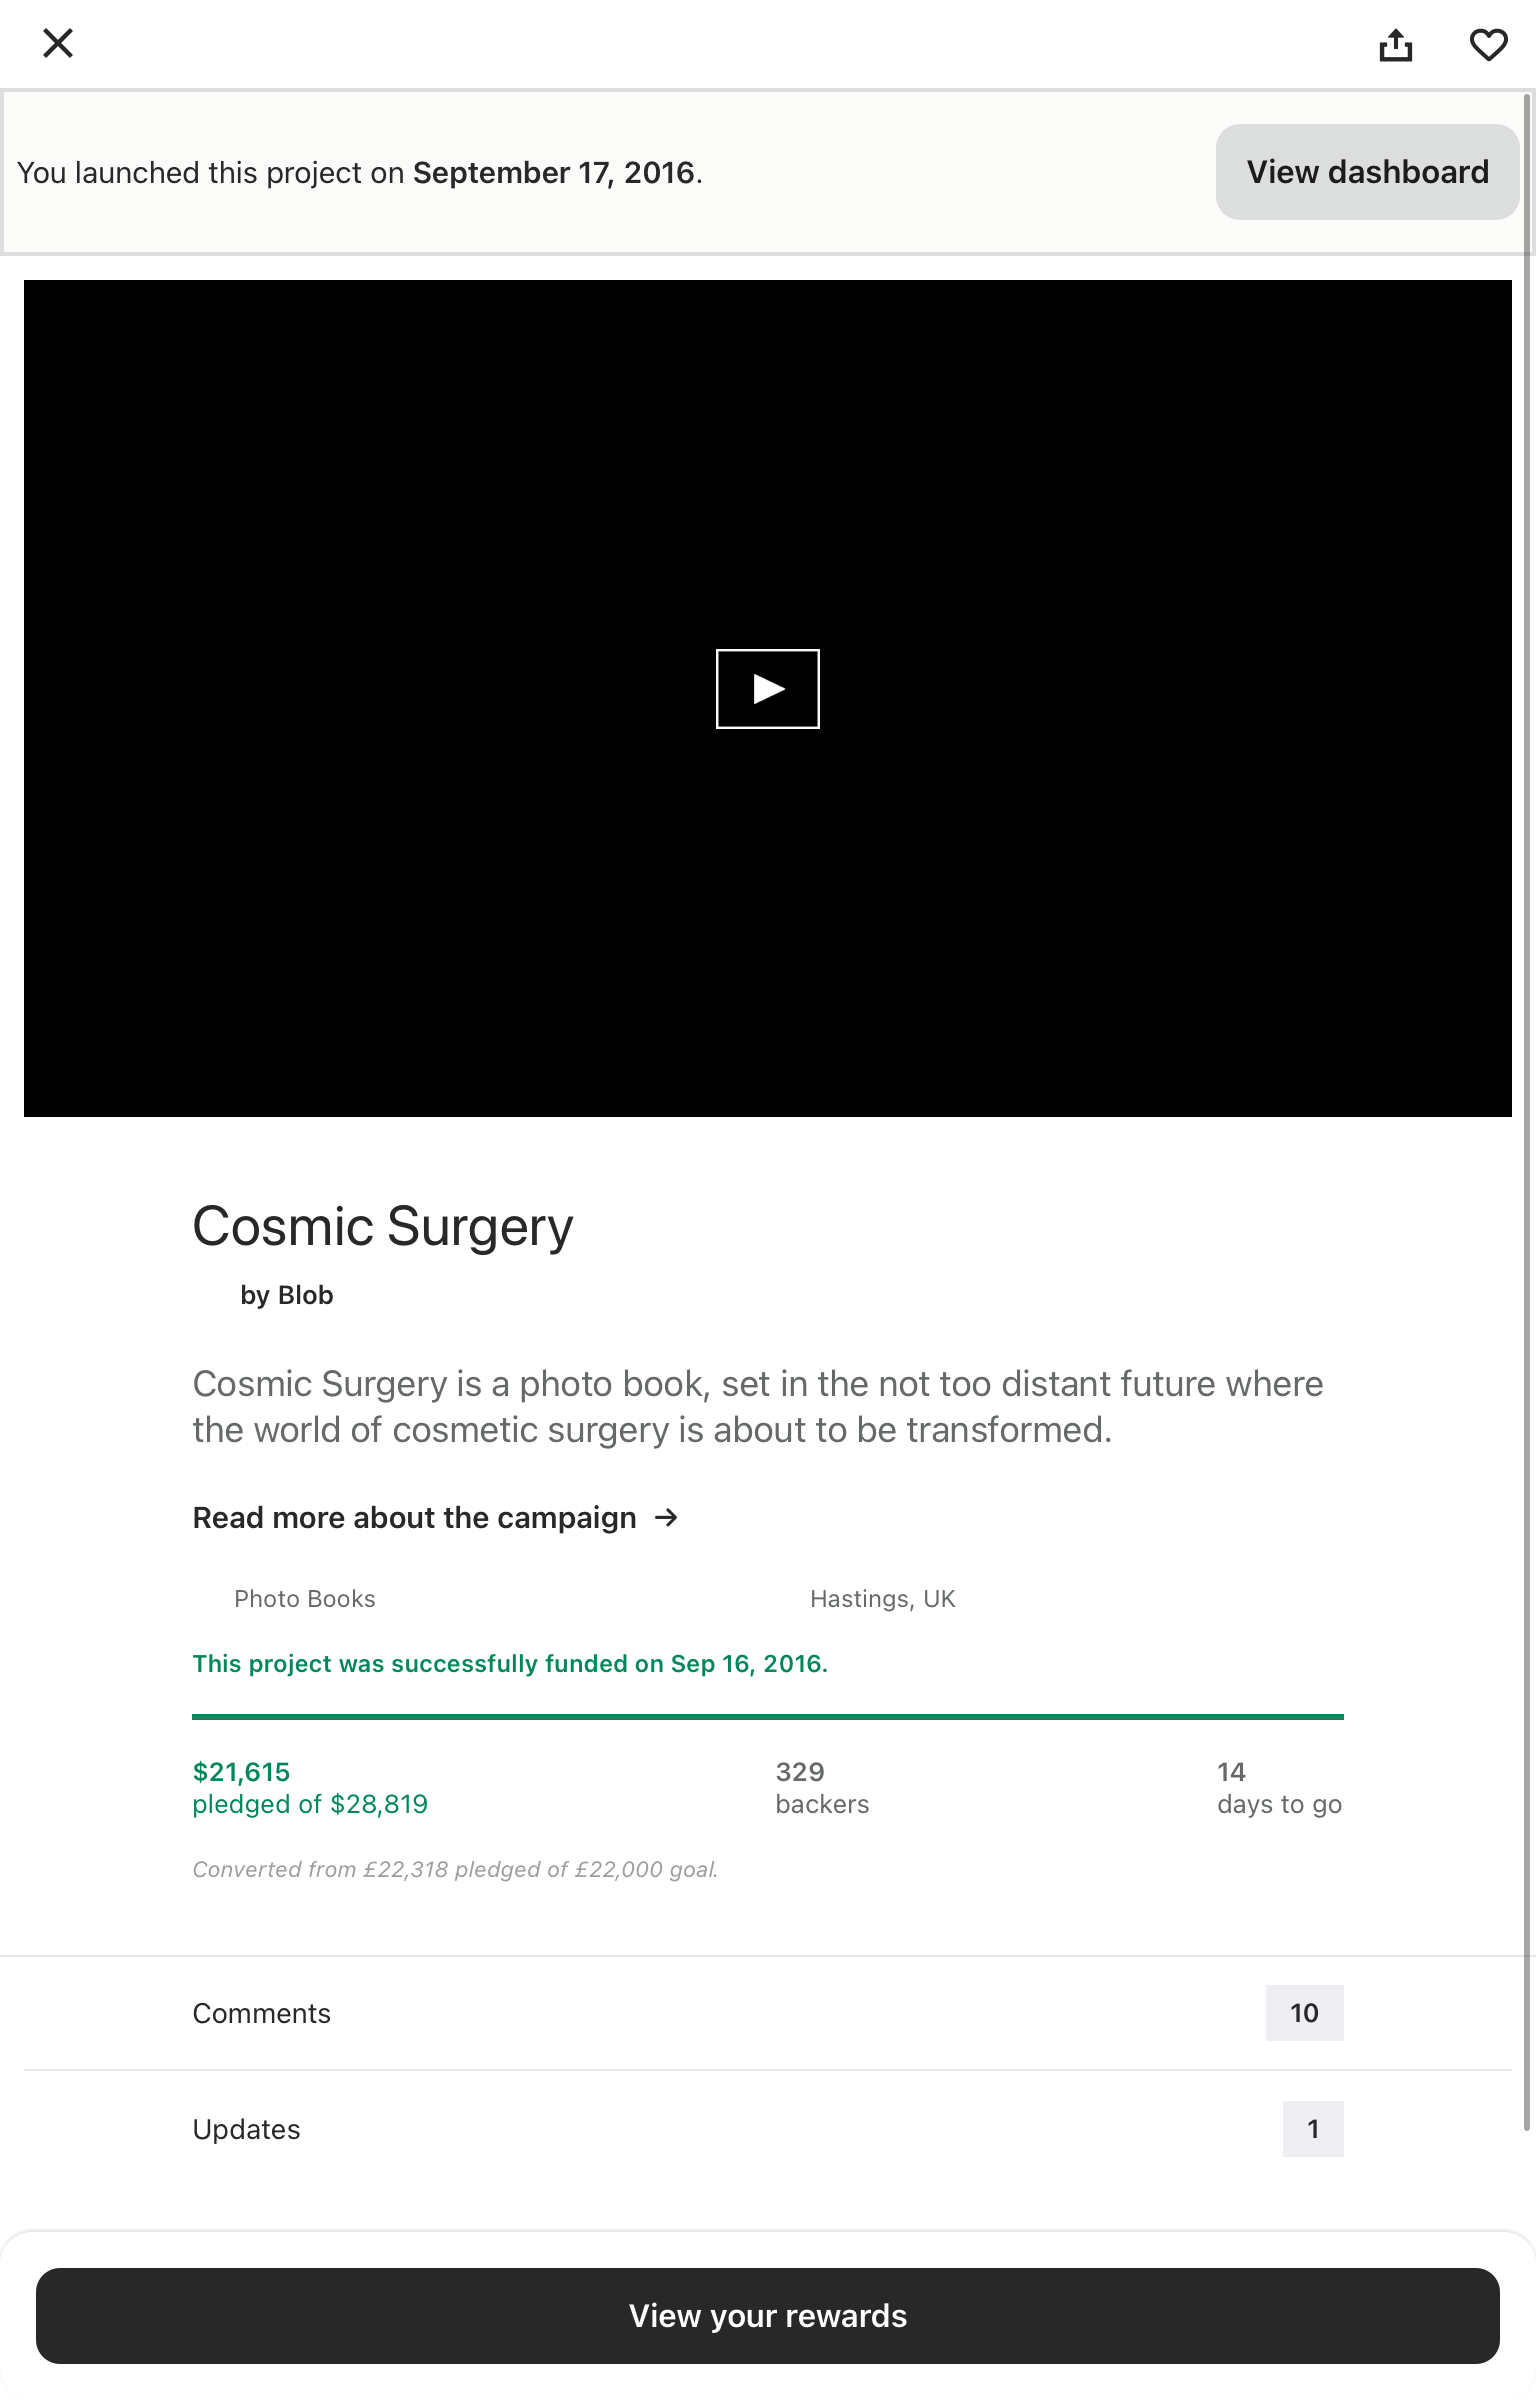 You launched this project on September 17, 2016.
View dashboard
Cosmic Surgery
by Blob
Cosmic Surgery is a photo book, set in the not too distant future where
the world of cosmetic surgery is about to be transformed.
Read more about the campaign →
Photo Books
Hastings, UK
This project was successfully funded on Sep 16, 2016.
$21,615
pledged of $28,819
329
backers
14
days to go
Converted from £22,318 pledged of £22,000 goal.
Comments
10
Updates
1
View your rewards